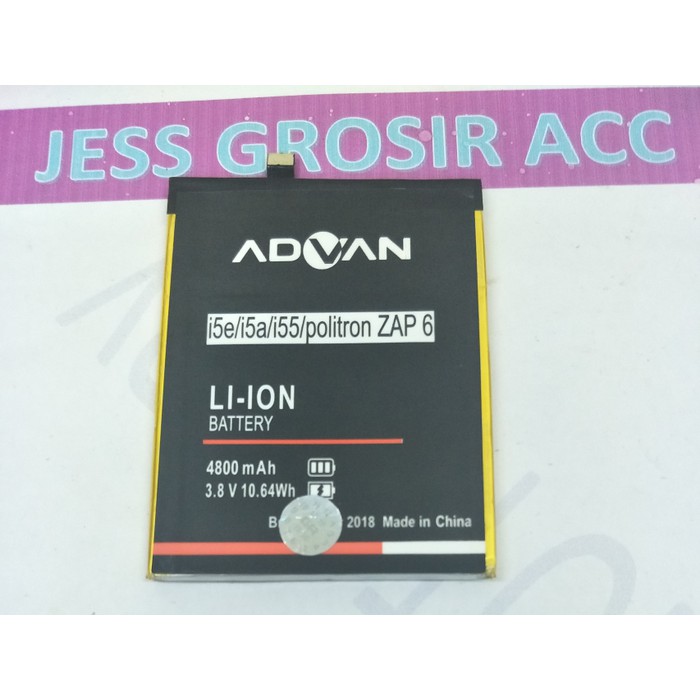 JESS GROSIR ACC
ADVAN
i5e/i5a/i55/politron ZAP 6
LI-ION
BATTERY
4800 mAh
3.8 V 10.64Wh
2018 Made in China